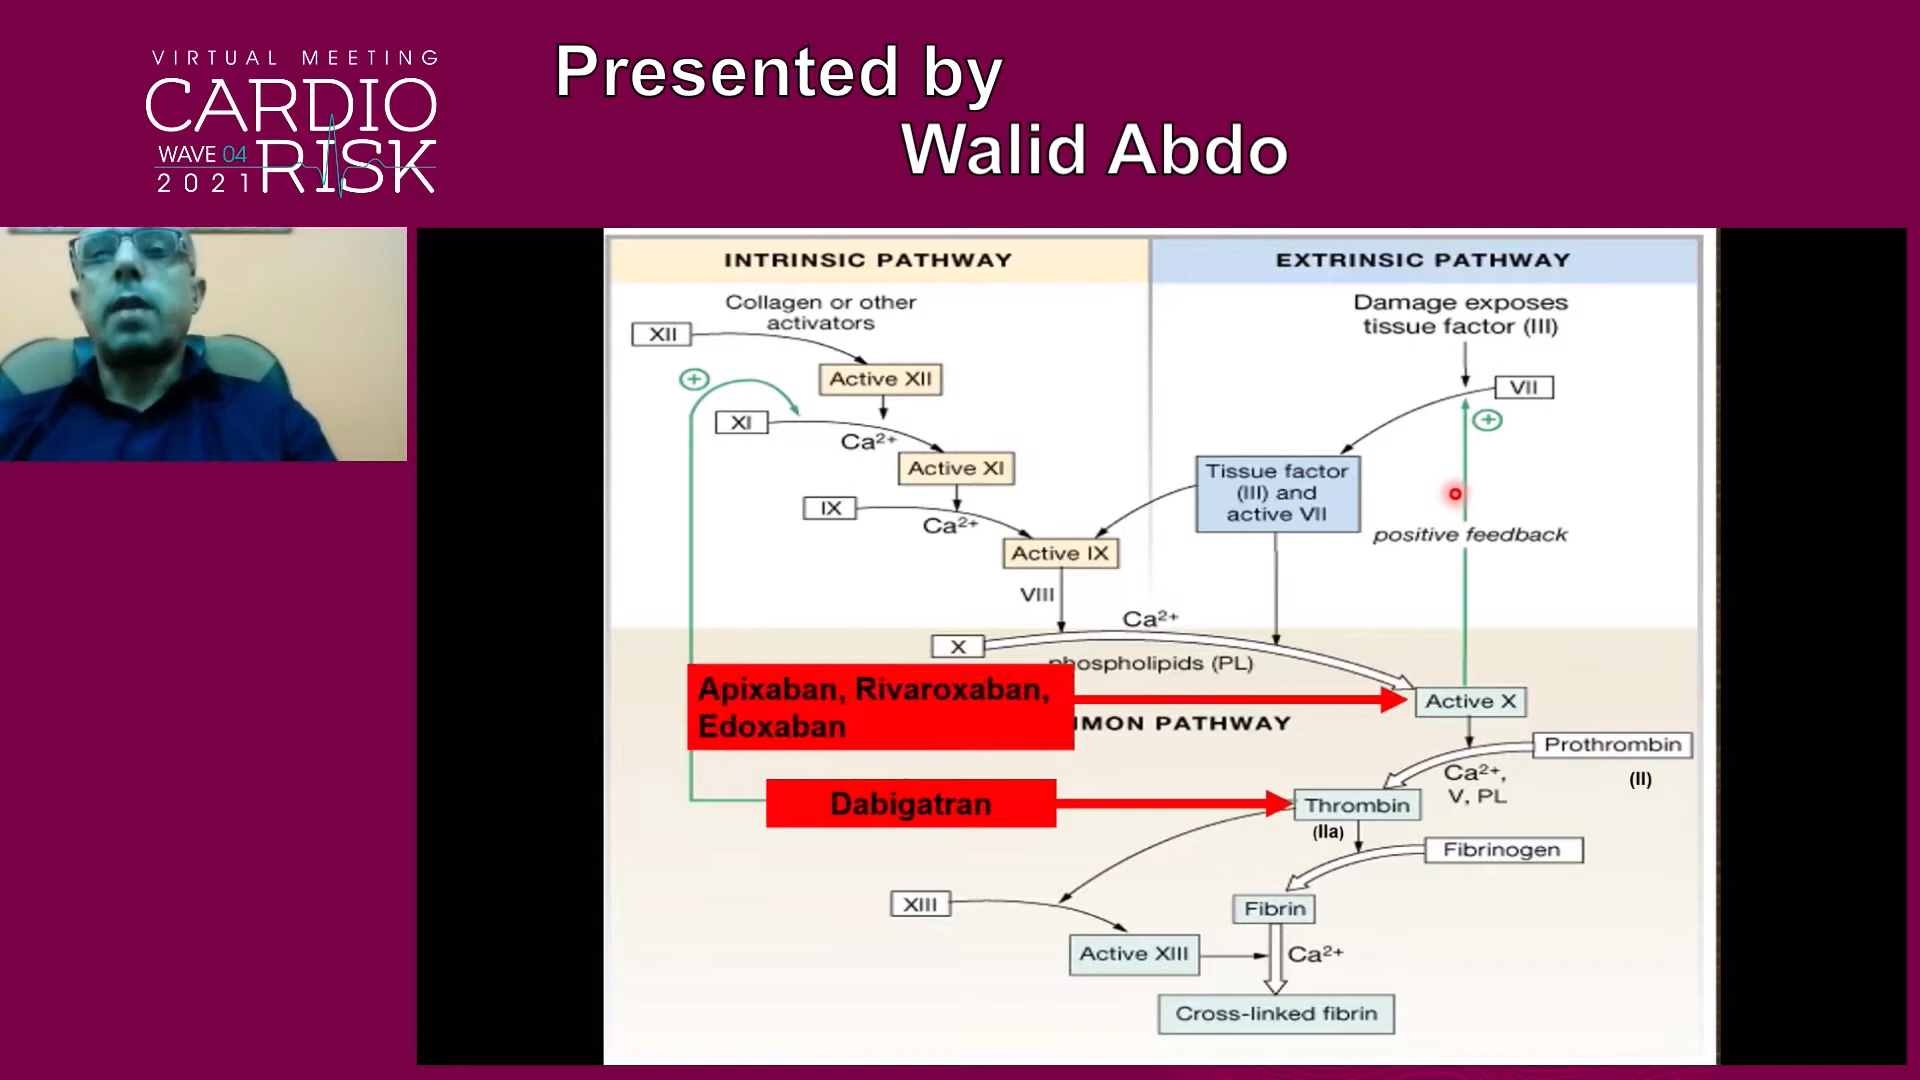 VIRTUAL MEETING
CARDIO
WAVE 04
RISK
2021
Presented by
Walid Abdo
INTRINSIC PATHWAY
EXTRINSIC PATHWAY
Collagen or other
activators
XII
Active XII
+
XI
Ca2+
Active XI
IX
Ca2+
Active IX
VIII
Damage exposes
tissue factor (III)
VII
+
Tissue factor
(III) and
active VII
positive feedback
Ca2+
X
phospholipids (PL)
Apixaban, Rivaroxaban,
Edoxaban
MON PATHWAY
Active X
Prothrombin
(II)
Ca2+,
V, PL
Dabigatran
Thrombin
(IIa)
Fibrinogen
XIII
Fibrin
Active XIII
Ca2+
Cross-linked fibrin